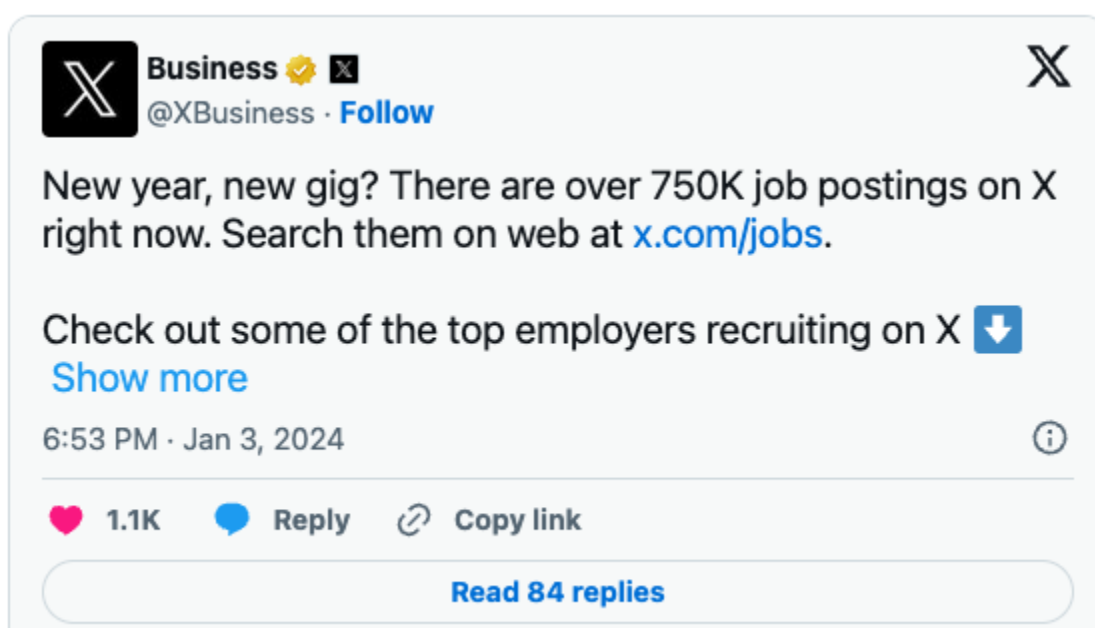 Business
@XBusiness · Follow
New year, new gig? There are over 750K job postings on X
right now. Search them on web at x.com/jobs.
Check out some of the top employers recruiting on X ⬇️
Show more
6:53 PM · Jan 3, 2024
1.1K Reply Copy link
Read 84 replies